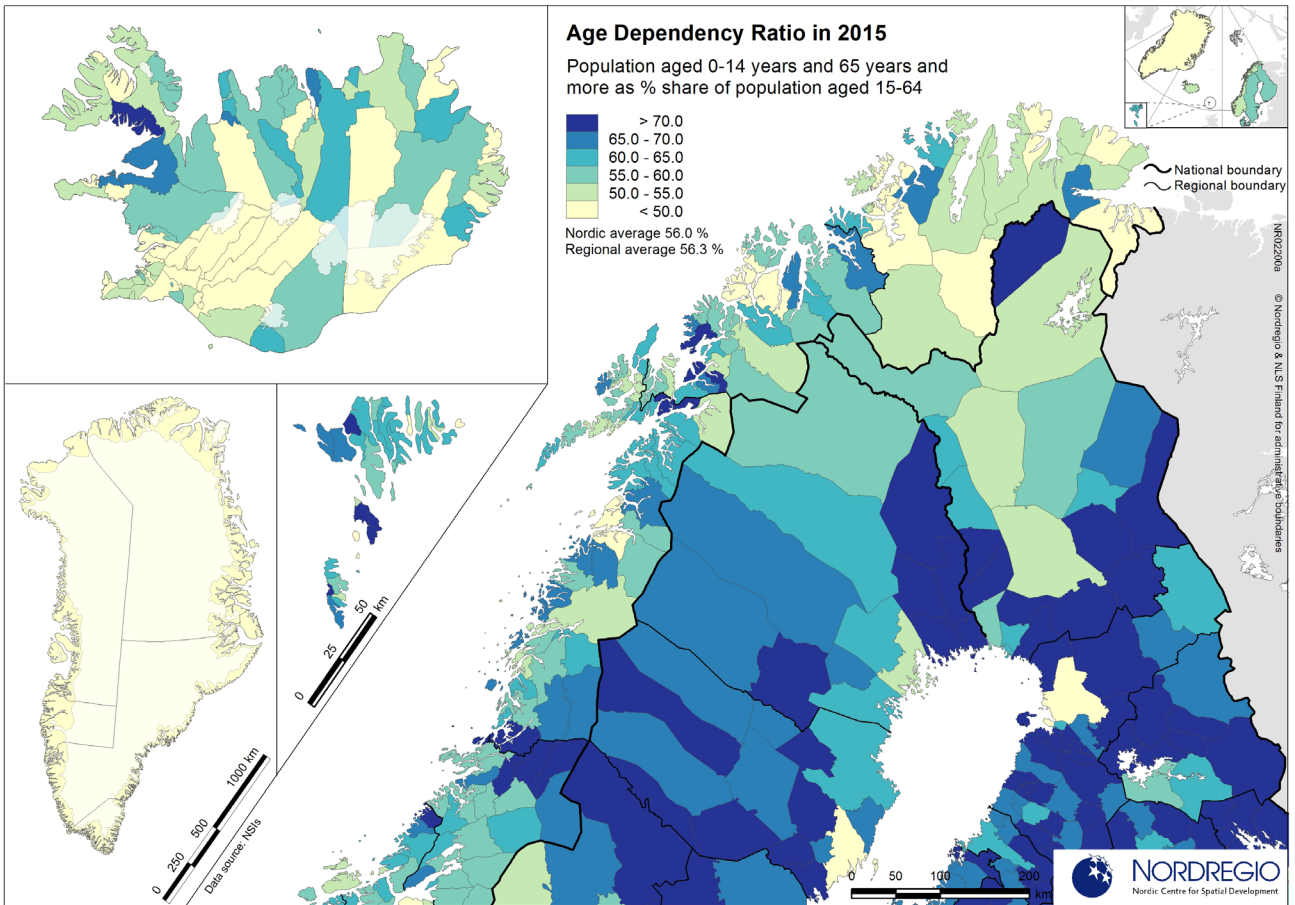 Age Dependency Ratio in 2015
Population aged 0-14 years and 65 years and
more as % share of population aged 15-64
> 70.0
65.0 - 70.0
60.0 - 65.0
55.0 - 60.0
50.0 - 55.0
< 50.0
Nordic average 56.0 %
Regional average 56.3 %
National boundary
Regional boundary
NR02200a
© Nordregio & NLS Finland for administrative boundaries
0 25 50
km
0 250 500 1000 km
Data source: NSIs
0 50 100 200
km
NORDREGIO
Nordic Centre for Spatial Development